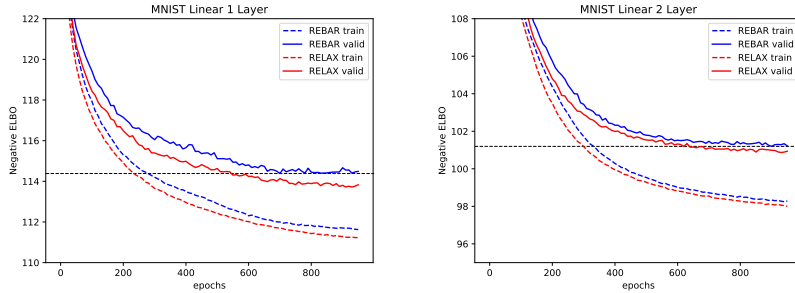 MNIST Linear 1 Layer
122
120
118
116
114
112
110
Negative ELBO
0
200
400
600
800
epochs
REBAR train
REBAR valid
RELAX train
RELAX valid
MNIST Linear 2 Layer
108
106
104
102
100
98
96
Negative ELBO
0
200
400
600
800
epochs
REBAR train
REBAR valid
RELAX train
RELAX valid